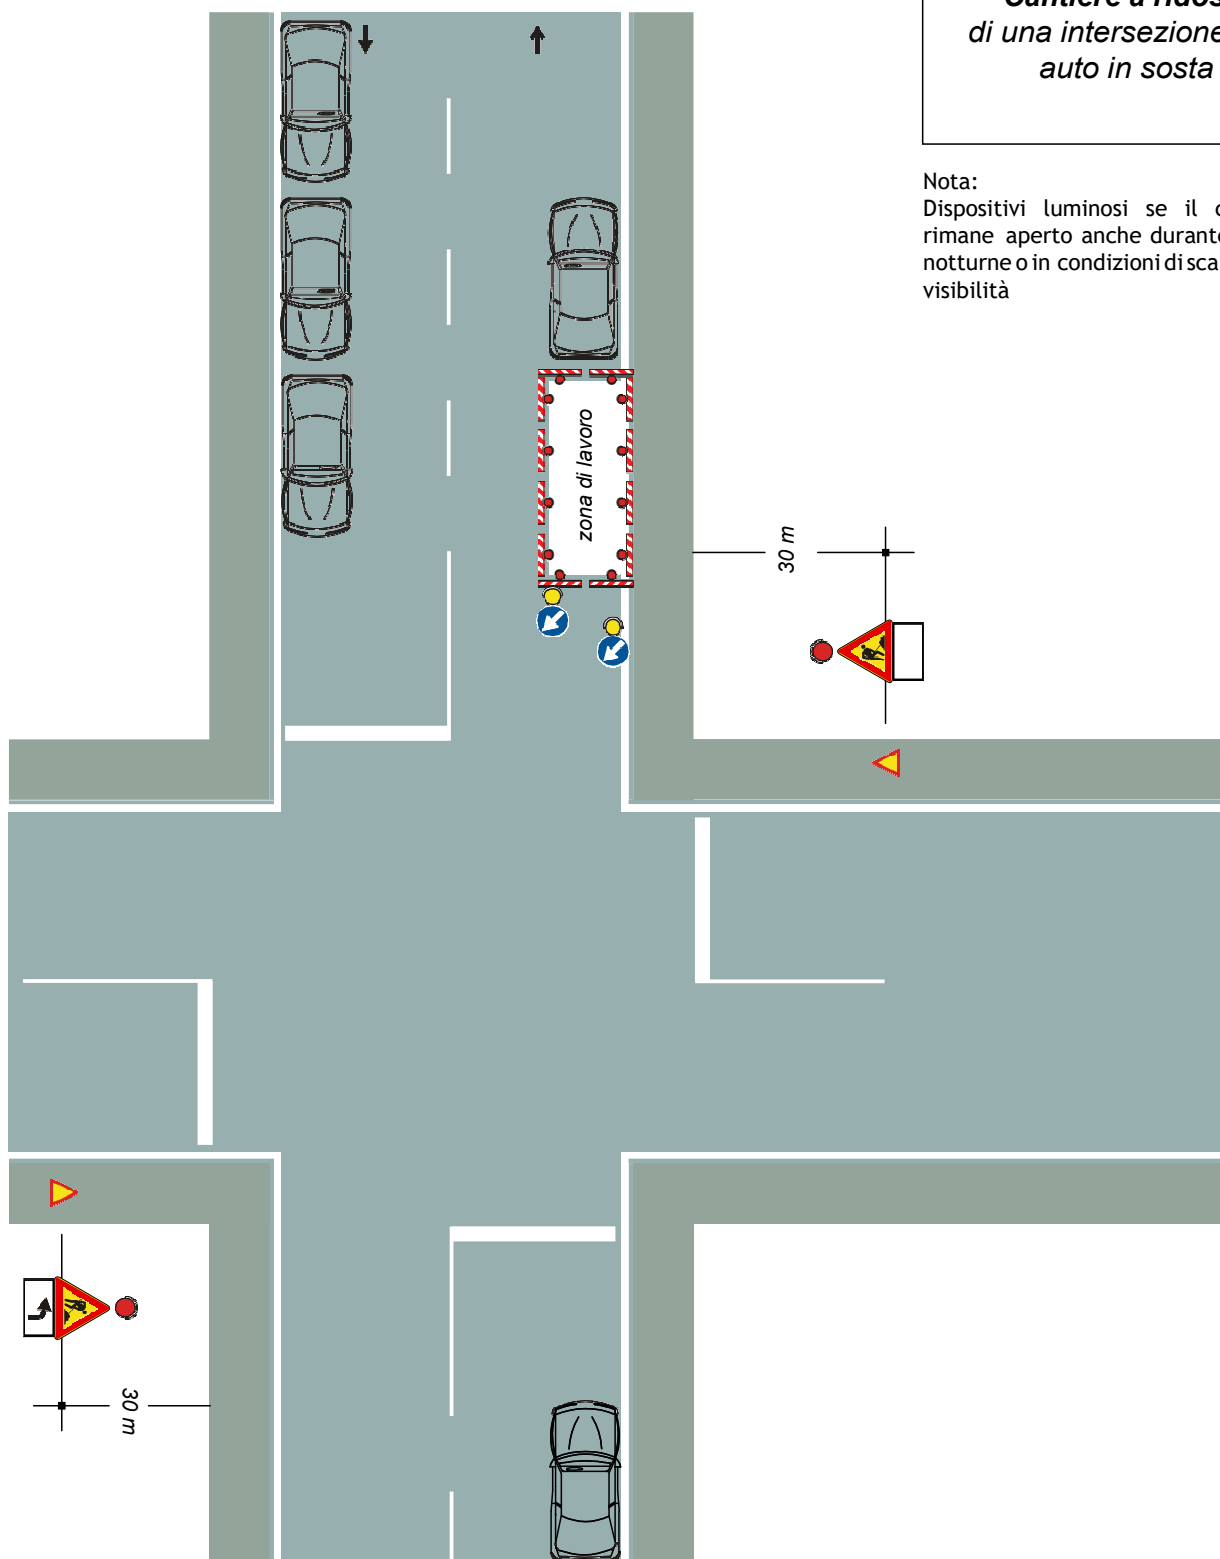 di una intersezione
auto in sosta
Nota:
Dispositivi luminosi se il
rimane aperto anche durante
notturne o in condizioni di
visibilità
zona di lavoro
30 m
30 m